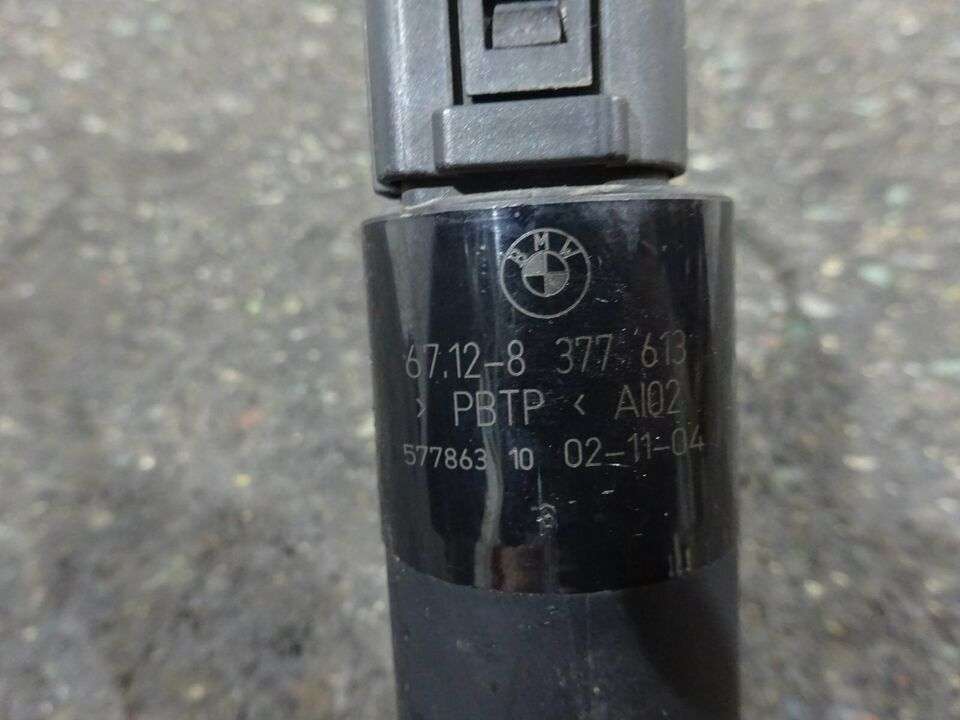 BMW
67.12-8 377 613
> PBTP < AI02
577863 10 02-11-04